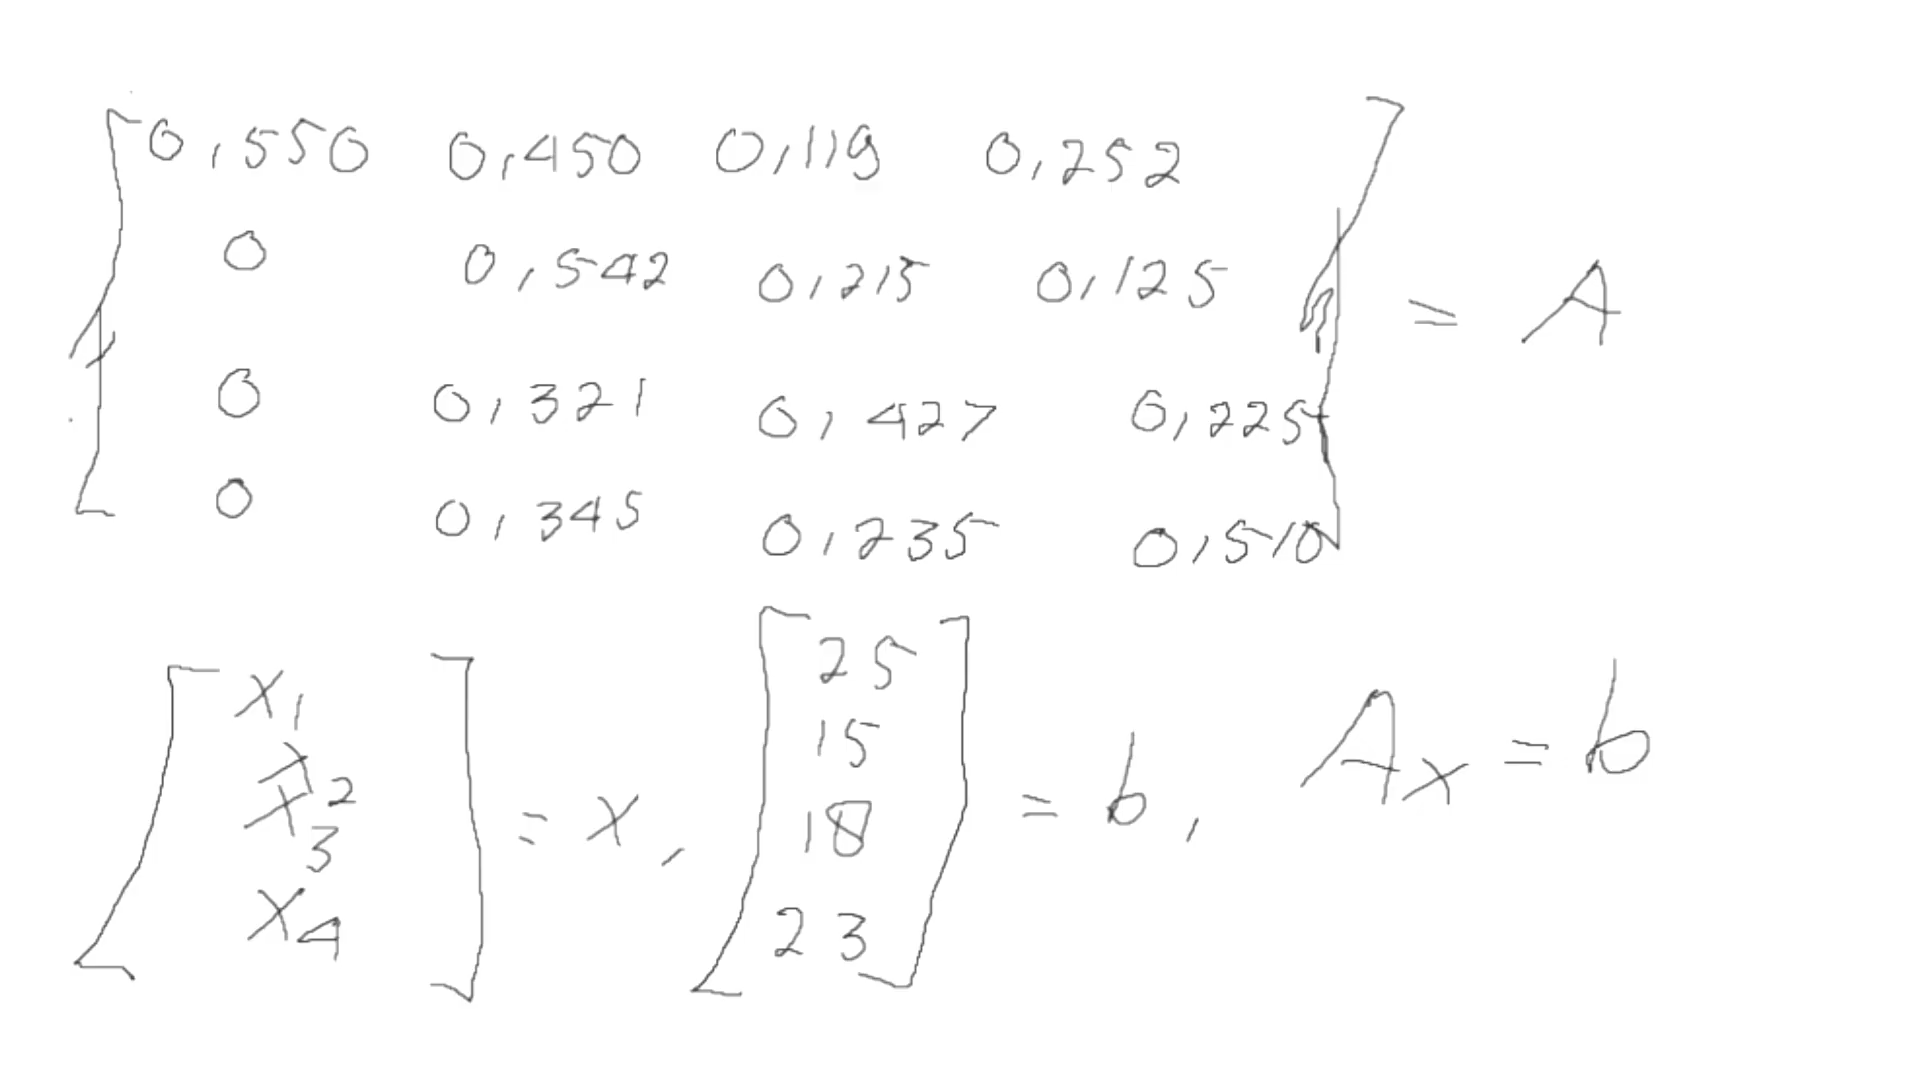 0,550 0,450 0,119 0,252
0 0,542 0,215 0,125 = A
0 0,321 0,427 0,225
0 0,345 0,235 0,510
x1 25
x2 15
x3 = x, 18 = b, Ax = b
x4 23